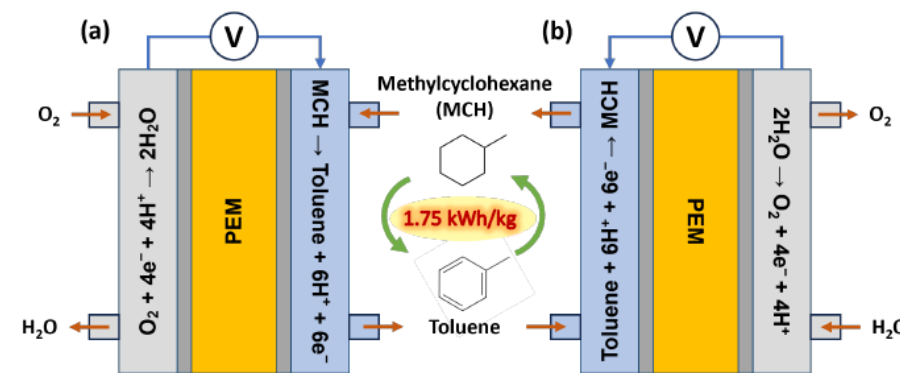 (a)
V
O₂
H₂O
O₂ + 4e⁻ + 4H⁺ → 2H₂O
PEM
MCH → Toluene + 6H⁺ + 6e⁻
Methylcyclohexane
(MCH)
1.75 kWh/kg
Toluene
(b)
V
Toluene + 6H⁺ + 6e⁻ → MCH
PEM
2H₂O → O₂ + 4e⁻ + 4H⁺
O₂
H₂O